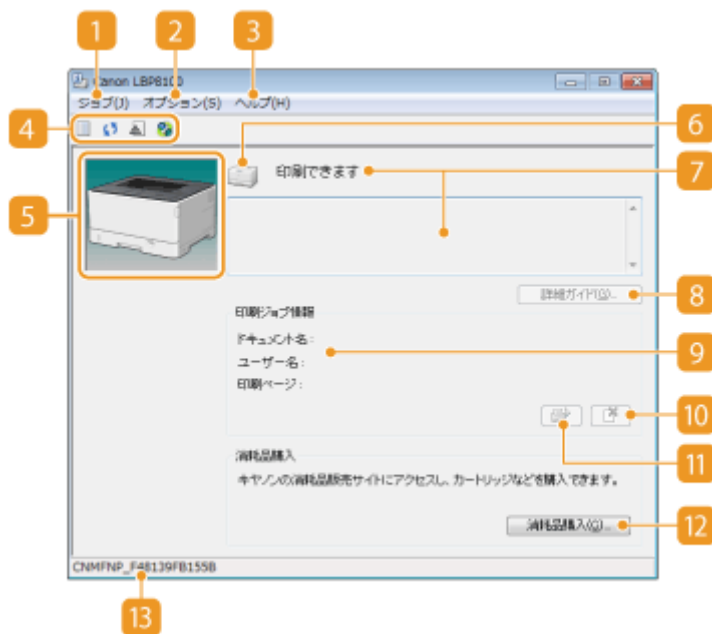 1
2
3
Canon LBP8100
ジョブ(J) オプション(S) ヘルプ(H)
4
6
印刷できます
7
5
詳細ガイド(G)...
8
印刷ジョブ情報
ドキュメント名:
9
ユーザー名:
印刷ページ:
10
11
消耗品購入
キヤノンの消耗品販売サイトにアクセスし、カートリッジなどを購入できます。
消耗品購入(C)...
12
CNMFNP_F48139FB155B
13